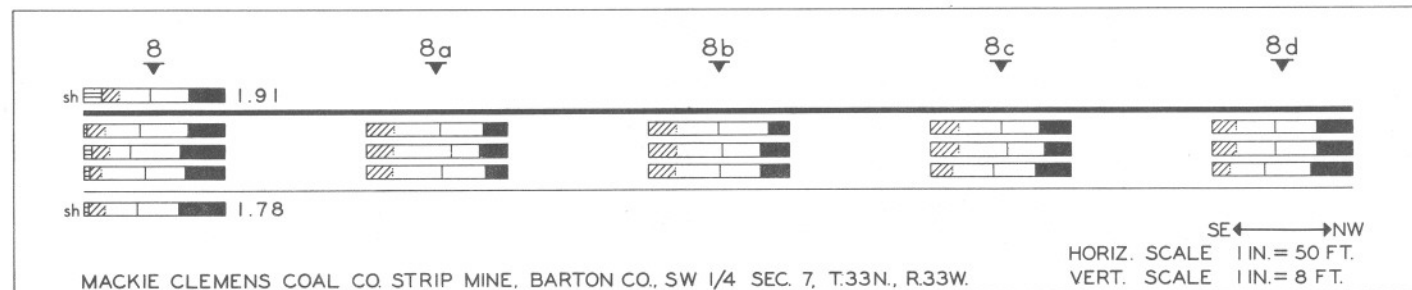 8 8a 8b 8c 8d
sh 1.91
sh 1.78
SE NW
HORIZ. SCALE 1 IN. = 50 FT.
MACKIE CLEMENS COAL CO. STRIP MINE, BARTON CO., SW 1/4 SEC. 7, T.33N., R.33W. VERT. SCALE 1 IN. = 8 FT.